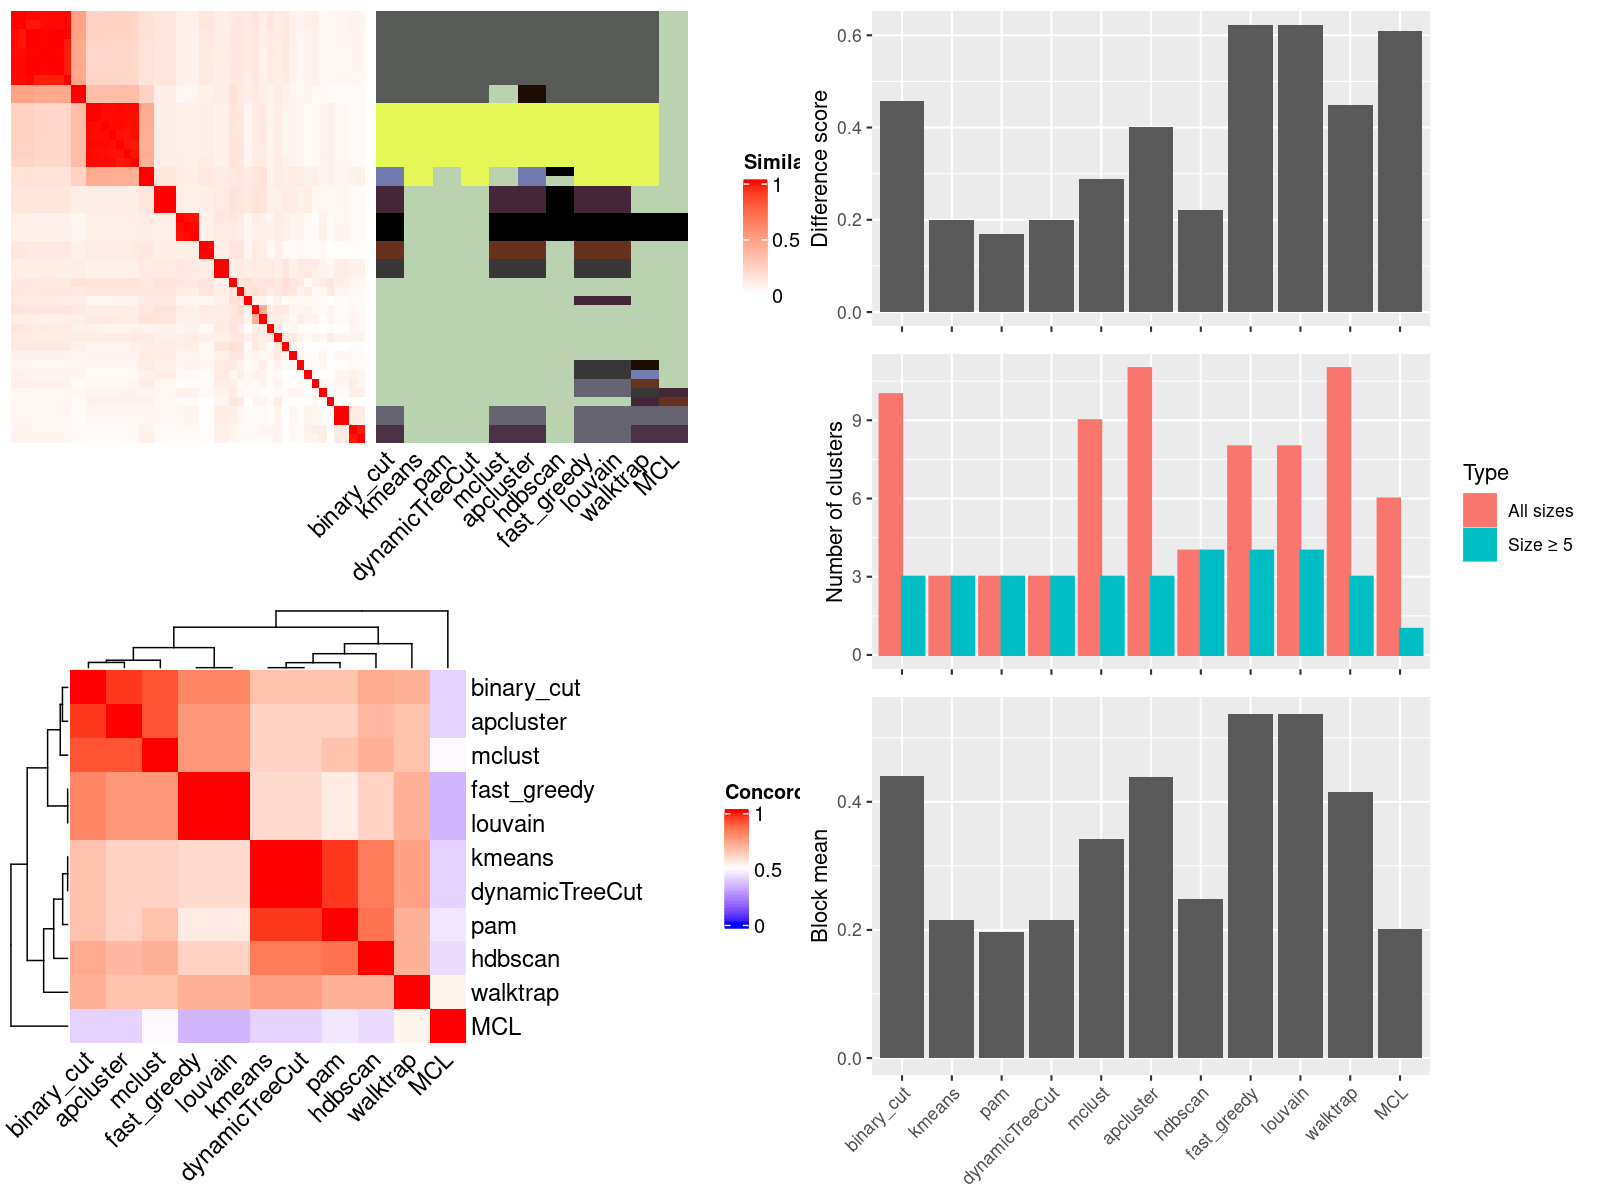 Simila
1
0.5
0
binary_cut
kmeans
pam
dynamicTreeCut
mclust
apcluster
hdbscan
fast_greedy
louvain
walktrap
MCL
binary_cut
apcluster
mclust
fast_greedy
louvain
kmeans
dynamicTreeCut
pam
hdbscan
walktrap
MCL
binary_cut
apcluster
mclust
fast_greedy
louvain
kmeans
dynamicTreeCut
pam
hdbscan
walktrap
MCL
Concord
1
0.5
0
Difference score
0.6
0.4
0.2
0.0
Number of clusters
9
6
3
0
Type
All sizes
Size ≥ 5
Block mean
0.4
0.2
0.0
binary_cut
kmeans
pam
dynamicTreeCut
mclust
apcluster
hdbscan
fast_greedy
louvain
walktrap
MCL